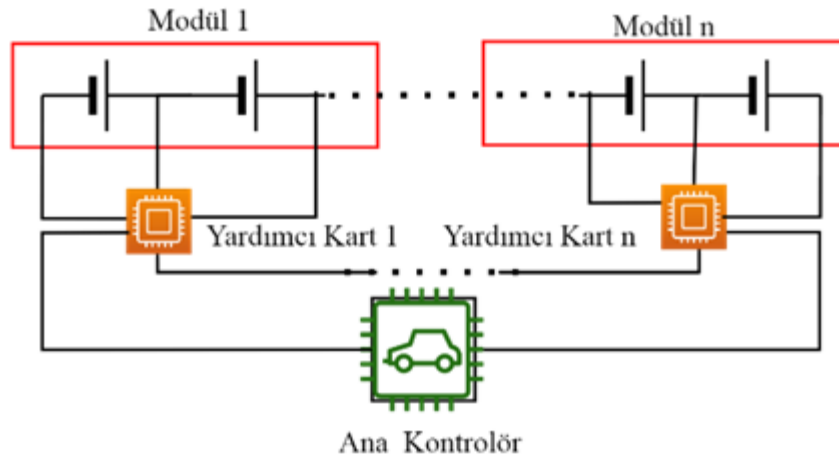 Modül 1
Modül n
Yardımcı Kart 1
Yardımcı Kart n
Ana Kontrolör